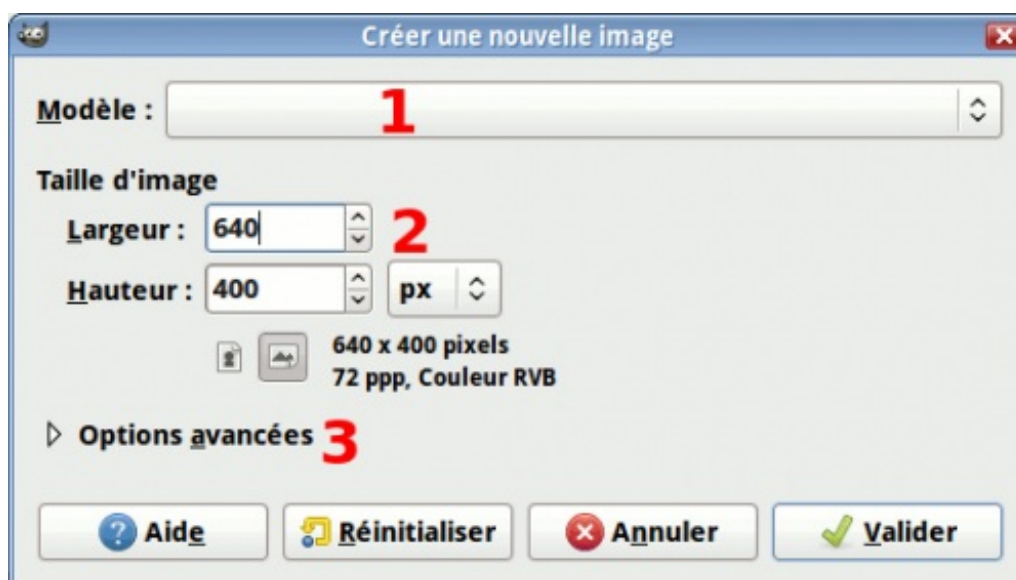 Créer une nouvelle image
Modèle : 1
Taille d'image
Largeur : 640 2
Hauteur : 400 px
640 x 400 pixels
72 ppp, Couleur RVB
Options avancées 3
Aide Réinitialiser Annuler Valider